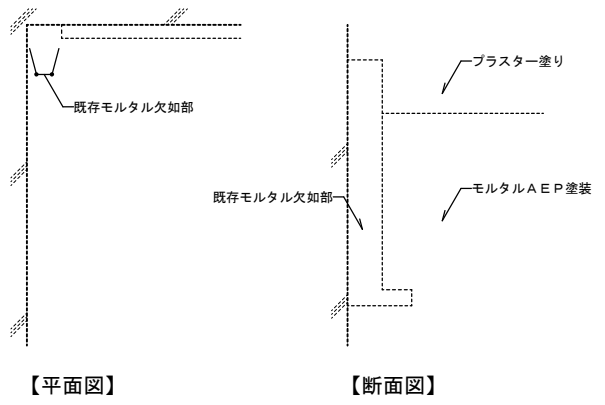 既存モルタル欠如部
【平面図】
プラスター塗り
既存モルタル欠如部
モルタルＡＥＰ塗装
【断面図】